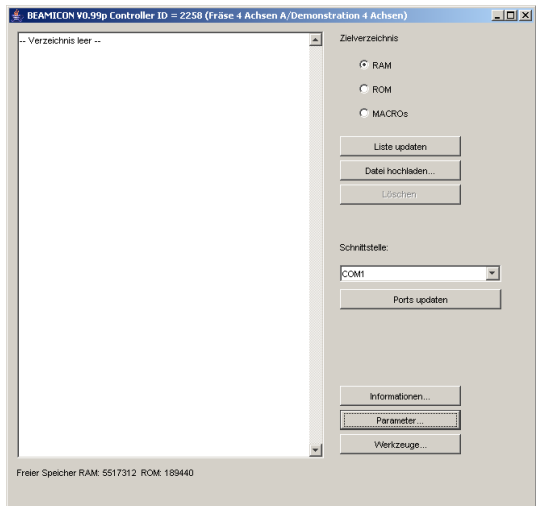 BEAMICON V0.99p Controller ID = 2258 (Fräse 4 Achsen A/Demonstration 4 Achsen)
-- Verzeichnis leer --
Zielverzeichnis
RAM
ROM
MACROs
Liste updaten
Datei hochladen...
Löschen
Schnittstelle:
COM1
Ports updaten
Informationen...
Parameter...
Werkzeuge...
Freier Speicher RAM: 5517312 ROM: 189440